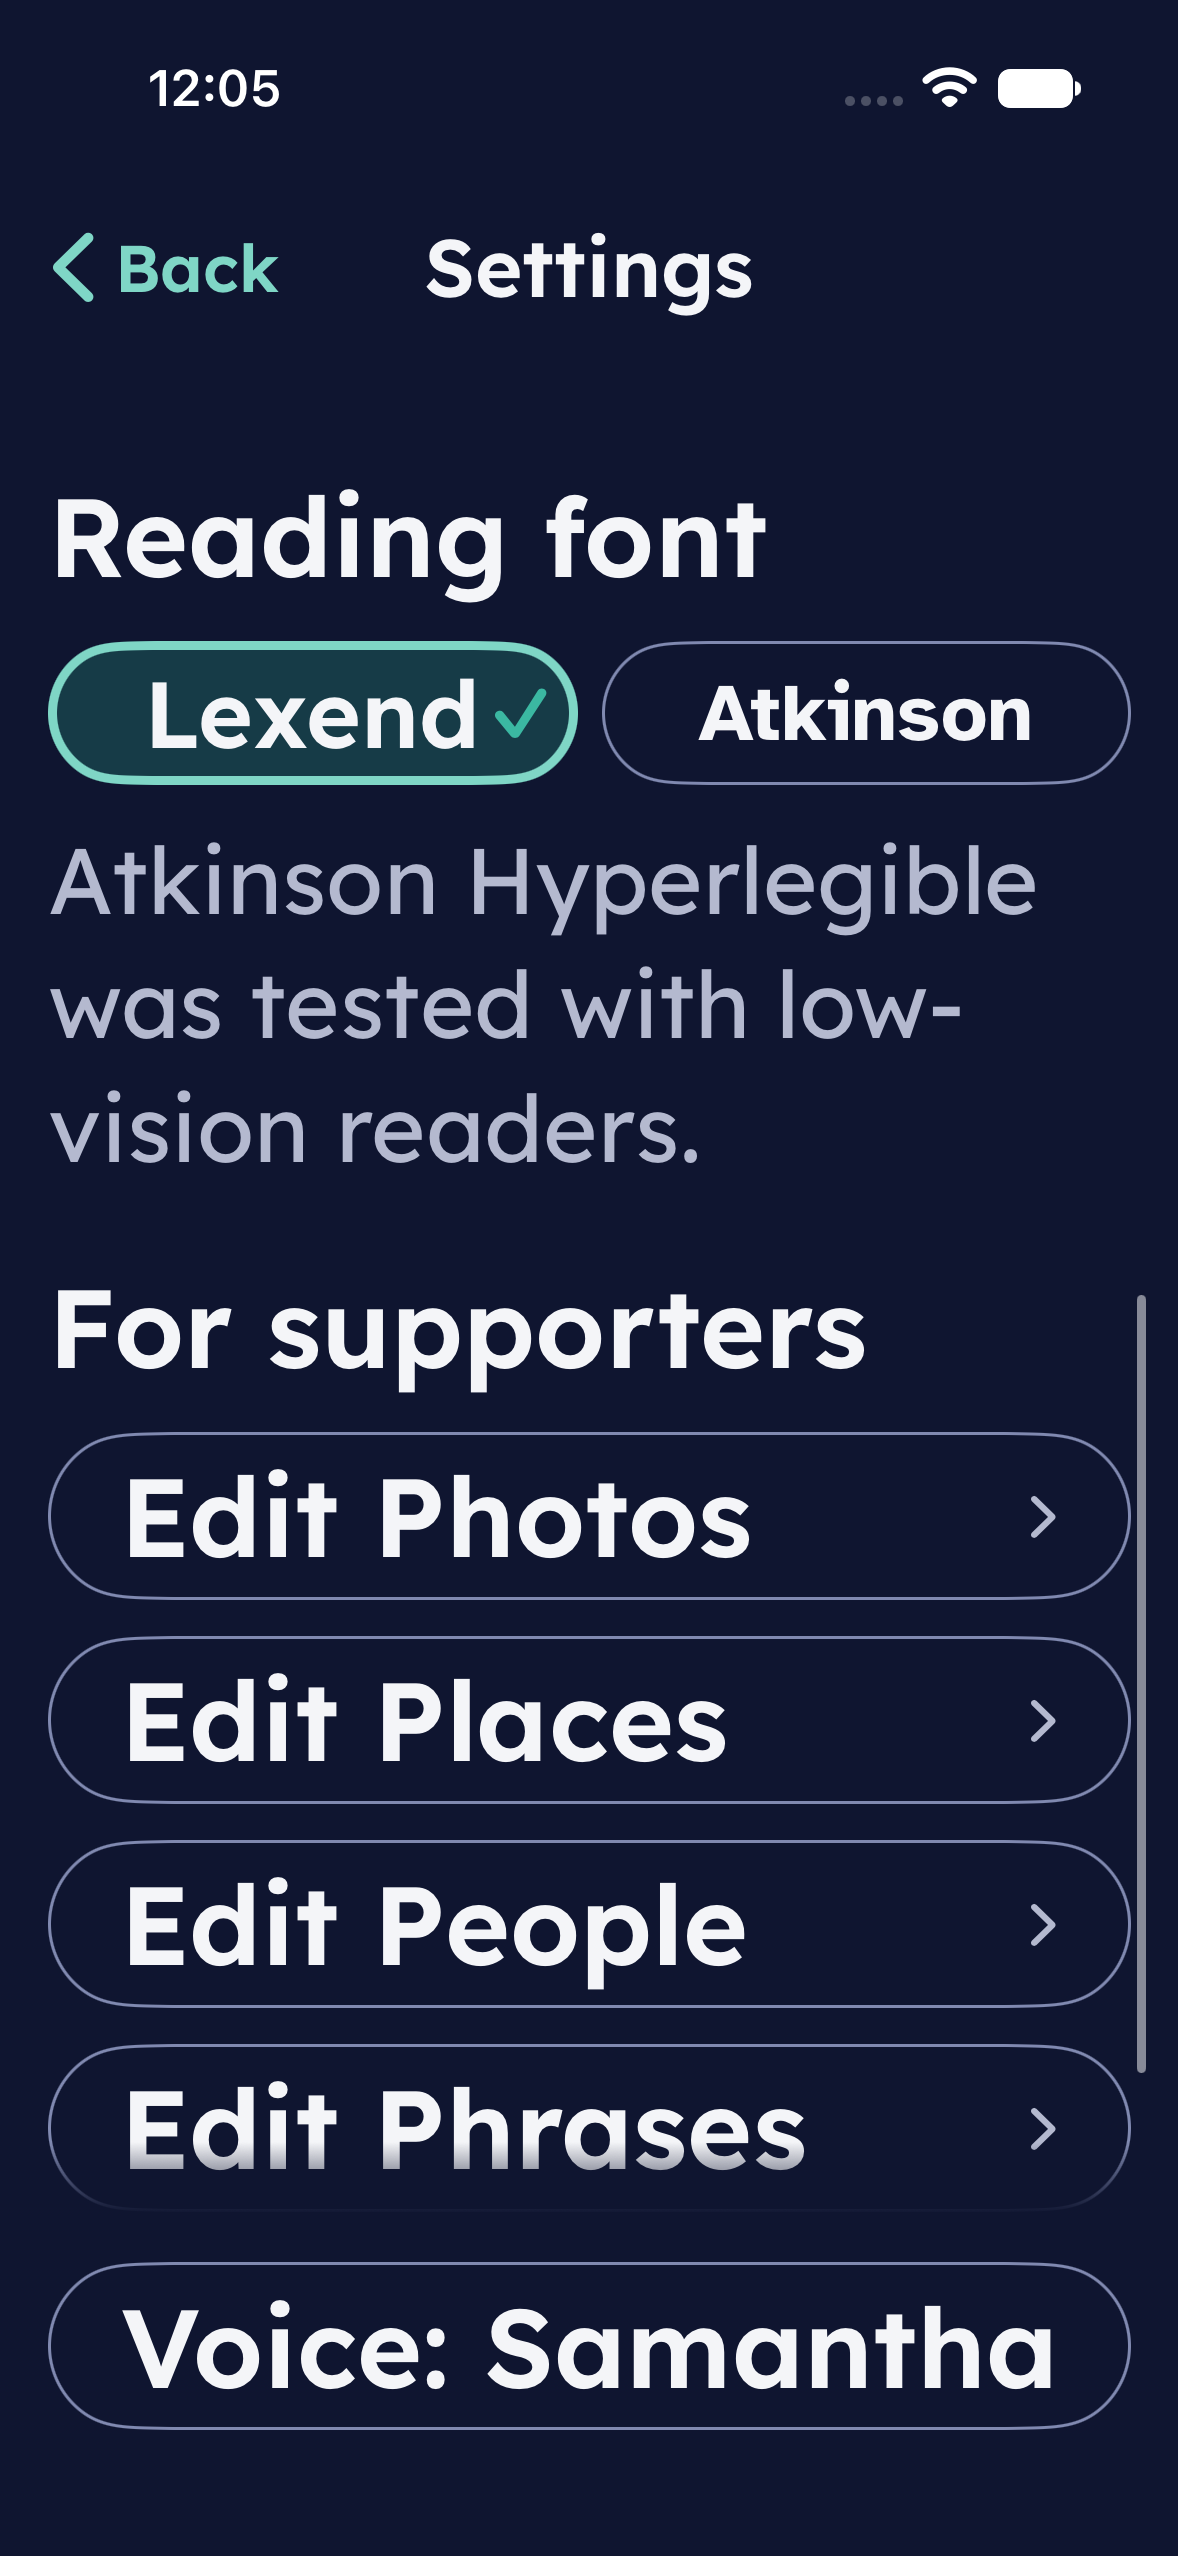 12:05
Back
Settings
Reading font
Lexend
Atkinson
Atkinson Hyperlegible
was tested with low-
vision readers.
For supporters
Edit Photos
Edit Places
Edit People
Edit Phrases
Voice: Samantha